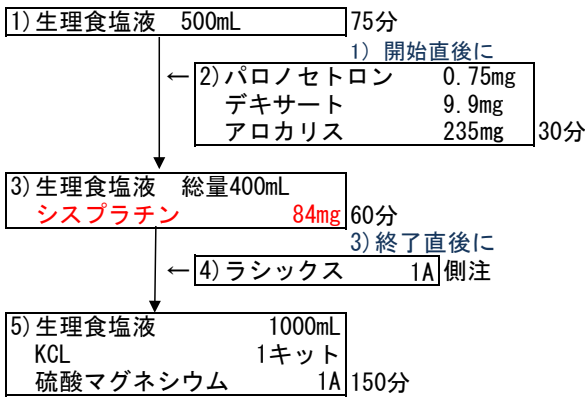 1)生理食塩液 500mL 75分
1) 開始直後に
← 2)パロノセトロン 0.75mg
デキサート 9.9mg
アロカリス 235mg 30分
3)生理食塩液 総量400mL
シスプラチン 84mg 60分
3)終了直後に
← 4)ラシックス 1A 側注
5)生理食塩液 1000mL
KCL 1キット
硫酸マグネシウム 1A 150分